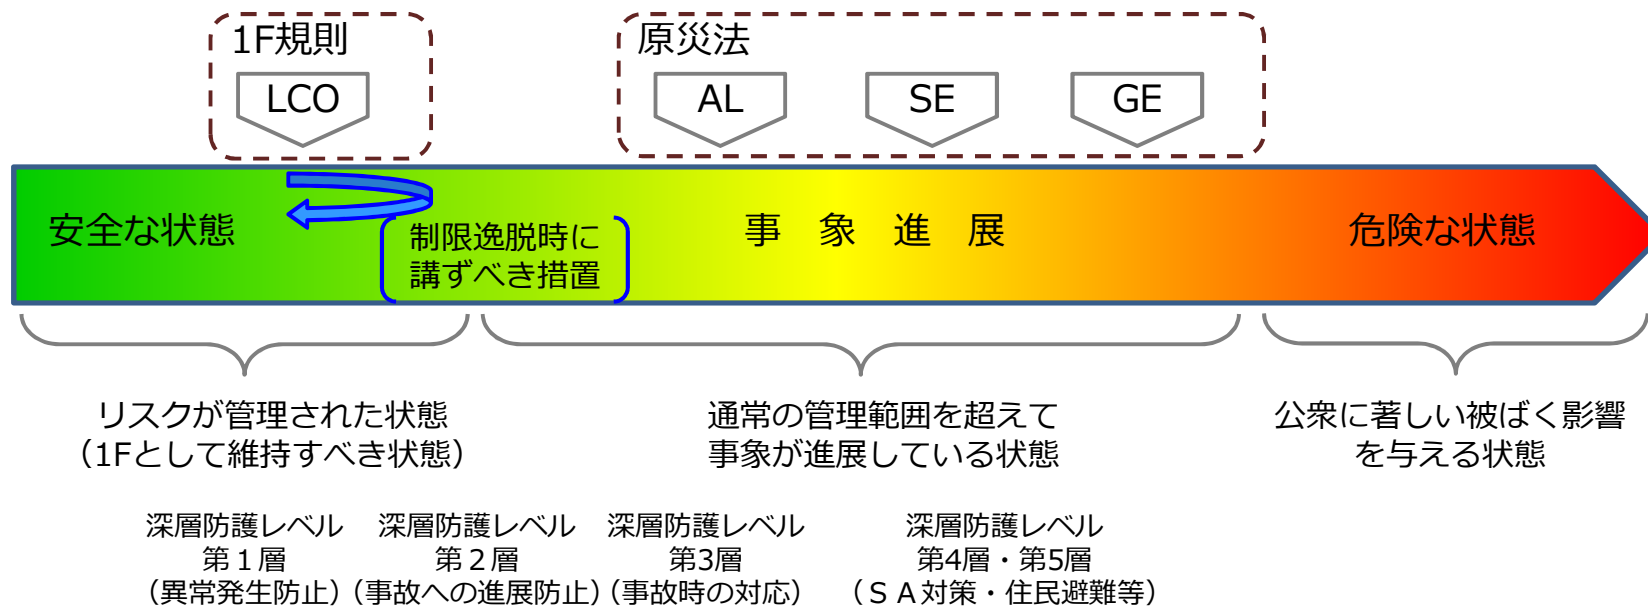 1F規則
原災法
LCO
AL
SE
GE
安全な状態
制限逸脱時に
講ずべき措置
事　象　進　展
危険な状態
リスクが管理された状態
（1Fとして維持すべき状態）
通常の管理範囲を超えて
事象が進展している状態
公衆に著しい被ばく影響
を与える状態
深層防護レベル
第１層
（異常発生防止）
深層防護レベル
第２層
（事故への進展防止）
深層防護レベル
第3層
（事故時の対応）
深層防護レベル
第4層・第5層
（ＳＡ対策・住民避難等）